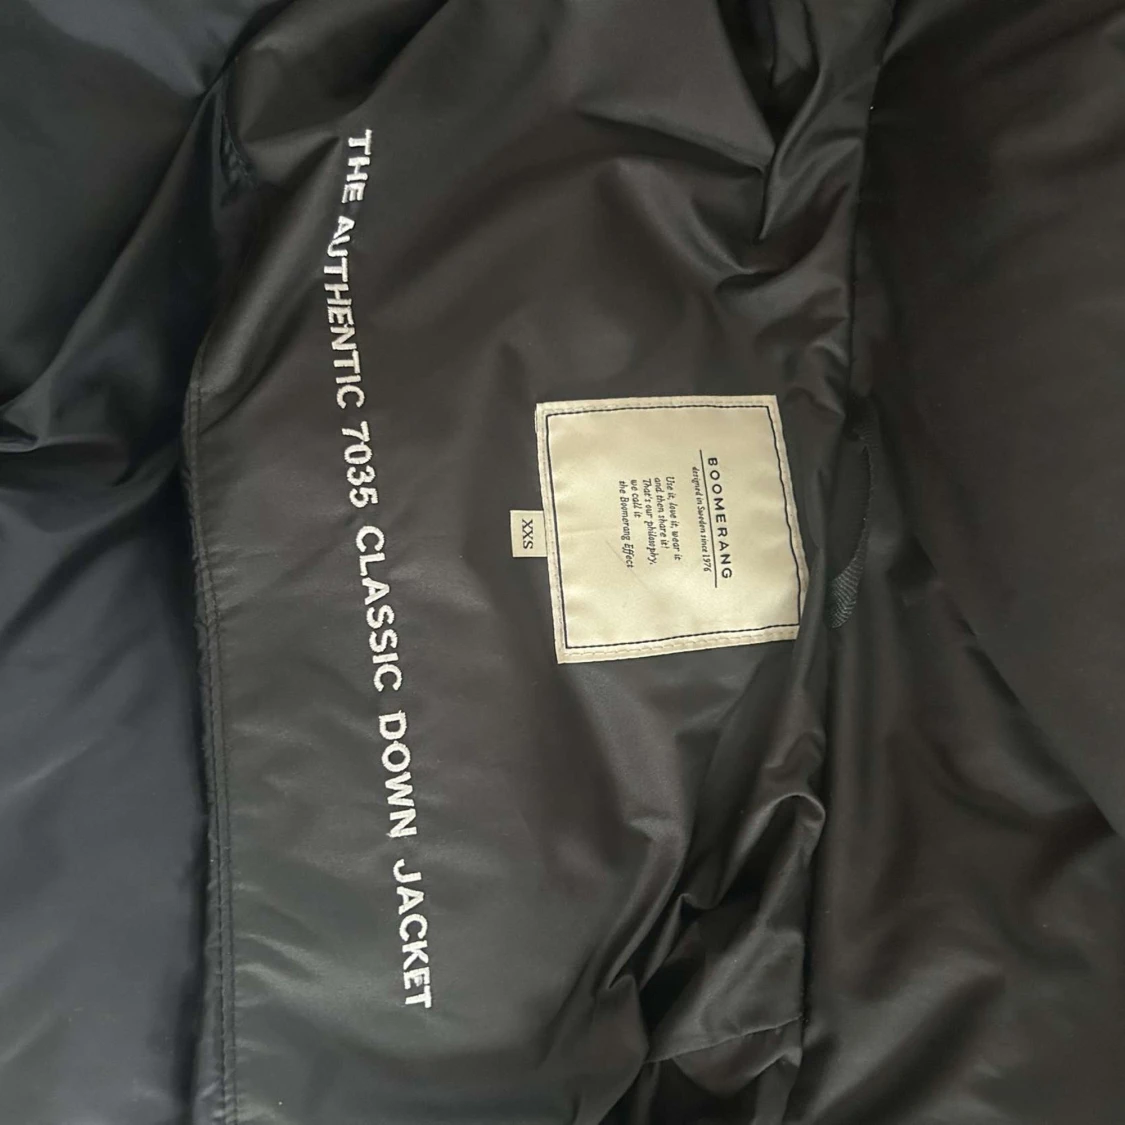 THE AUTHENTIC 7035 CLASSIC DOWN JACKET
BOOMERANG
designed in Sweden since 1976
Use it, love it, wear it
and then share it!
That's our philosophy,
we call it
the Boomerang Effect
XXS